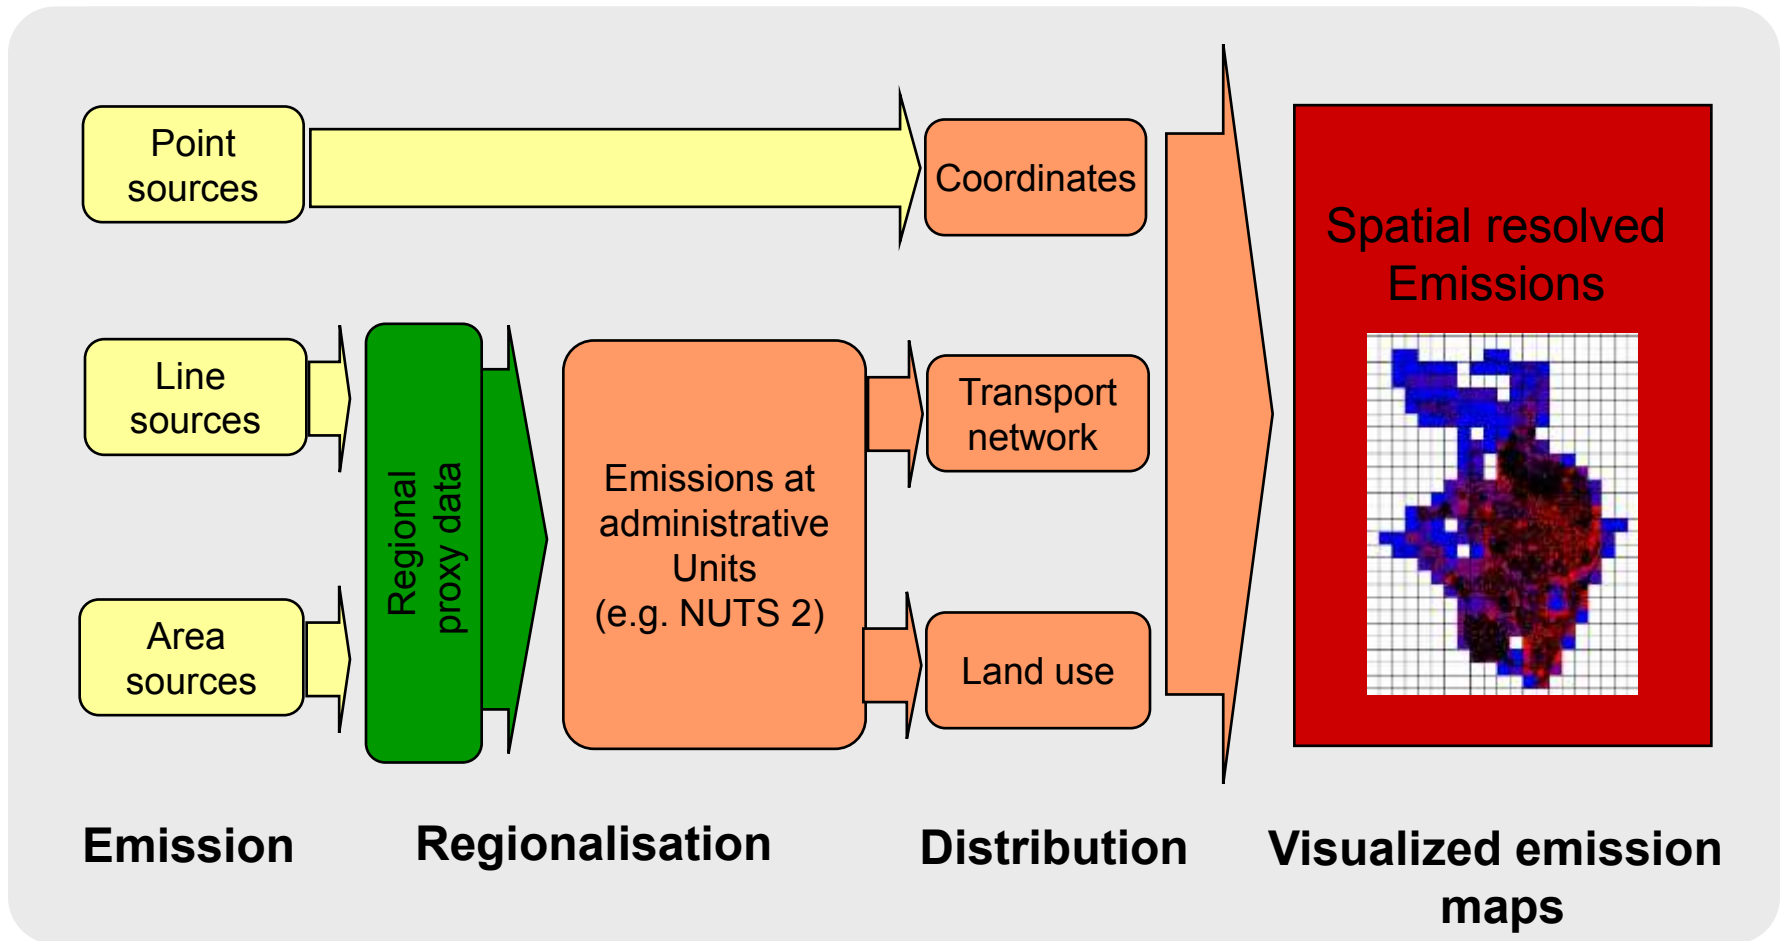 Point
sources
Coordinates
Spatial resolved
Emissions
Line
sources
Regional
proxy data
Emissions at
administrative
Units
(e.g. NUTS 2)
Transport
network
Area
sources
Land use
Emission
Regionalisation
Distribution
Visualized emission
maps